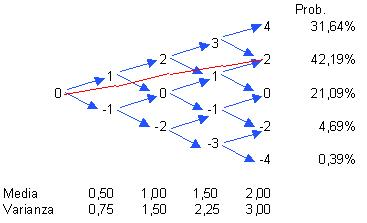 Prob.
4 31,64%
3
2 2 42,19%
1 1
0 0 0 21,09%
-1 -1
-2 -2 4,69%
-3
-4 0,39%
Media 0,50 1,00 1,50 2,00
Varianza 0,75 1,50 2,25 3,00